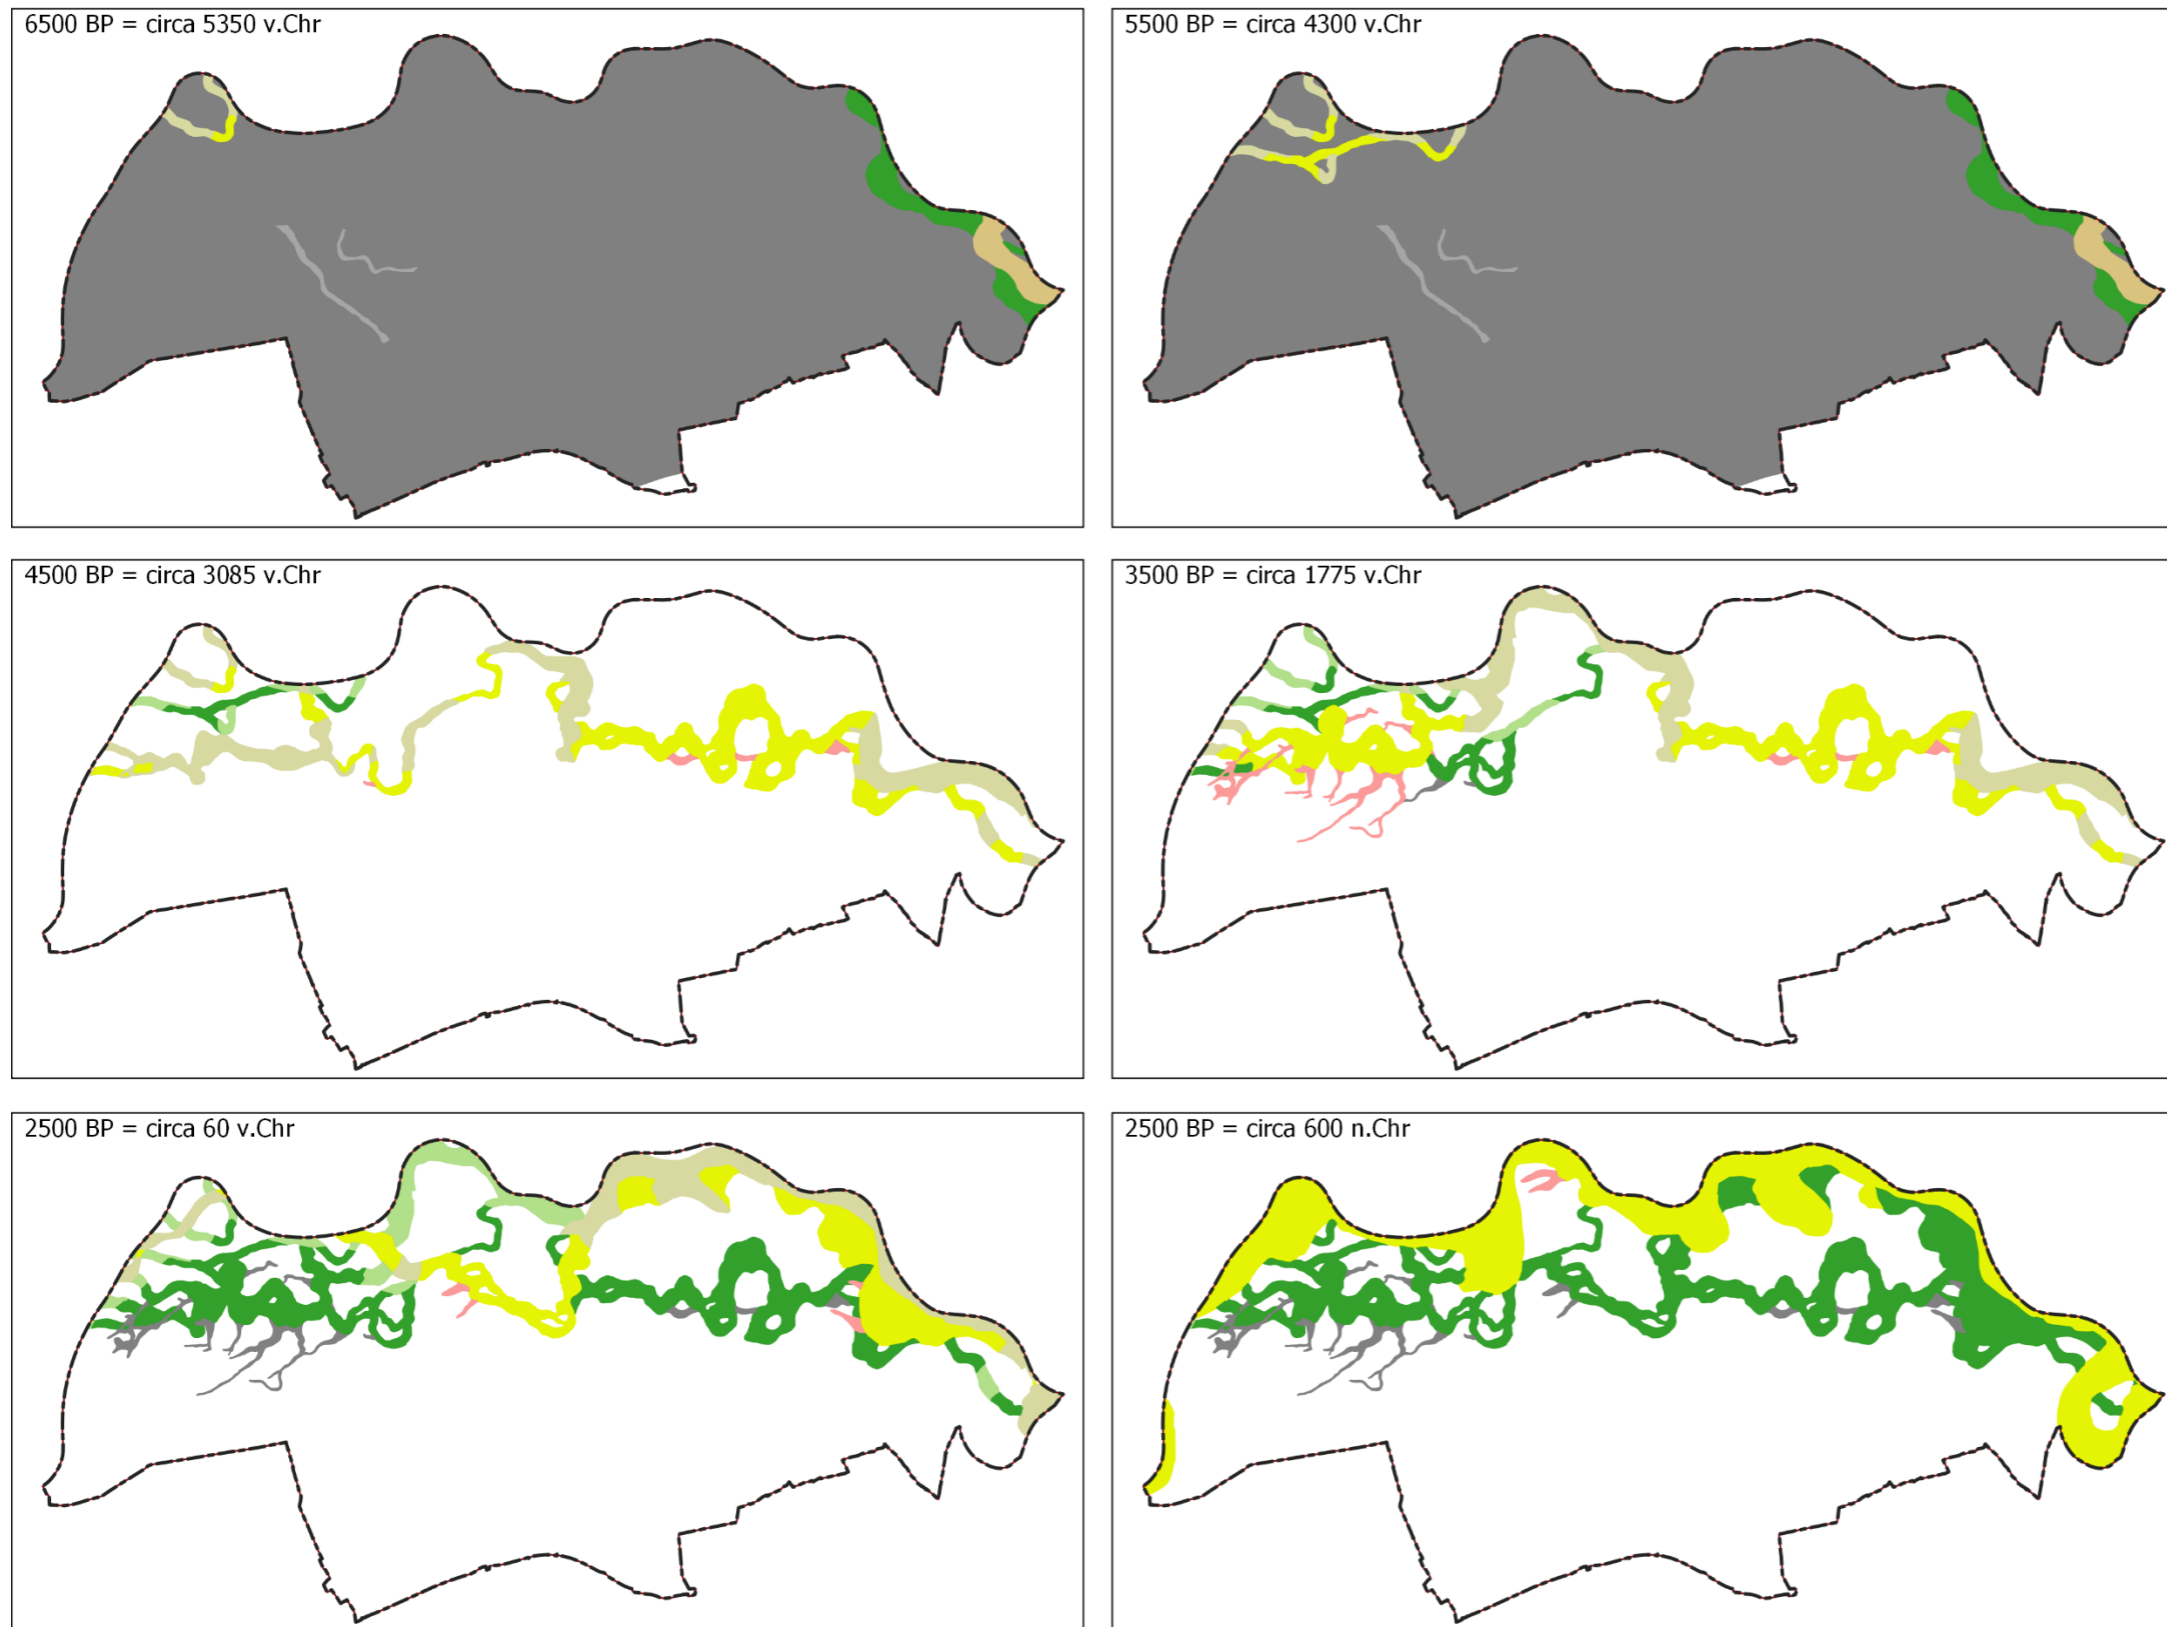 6500 BP = circa 5350 v.Chr
5500 BP = circa 4300 v.Chr
4500 BP = circa 3085 v.Chr
3500 BP = circa 1775 v.Chr
2500 BP = circa 60 v.Chr
2500 BP = circa 600 n.Chr